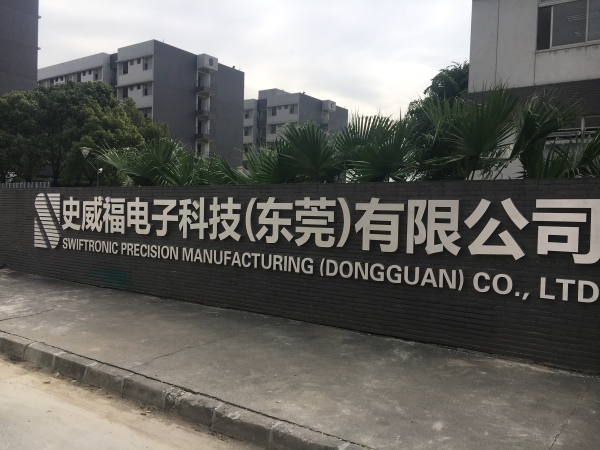 史威福电子科技(东莞)有限公司
SWIFTRONIC PRECISION MANUFACTURING (DONGGUAN) CO., LTD